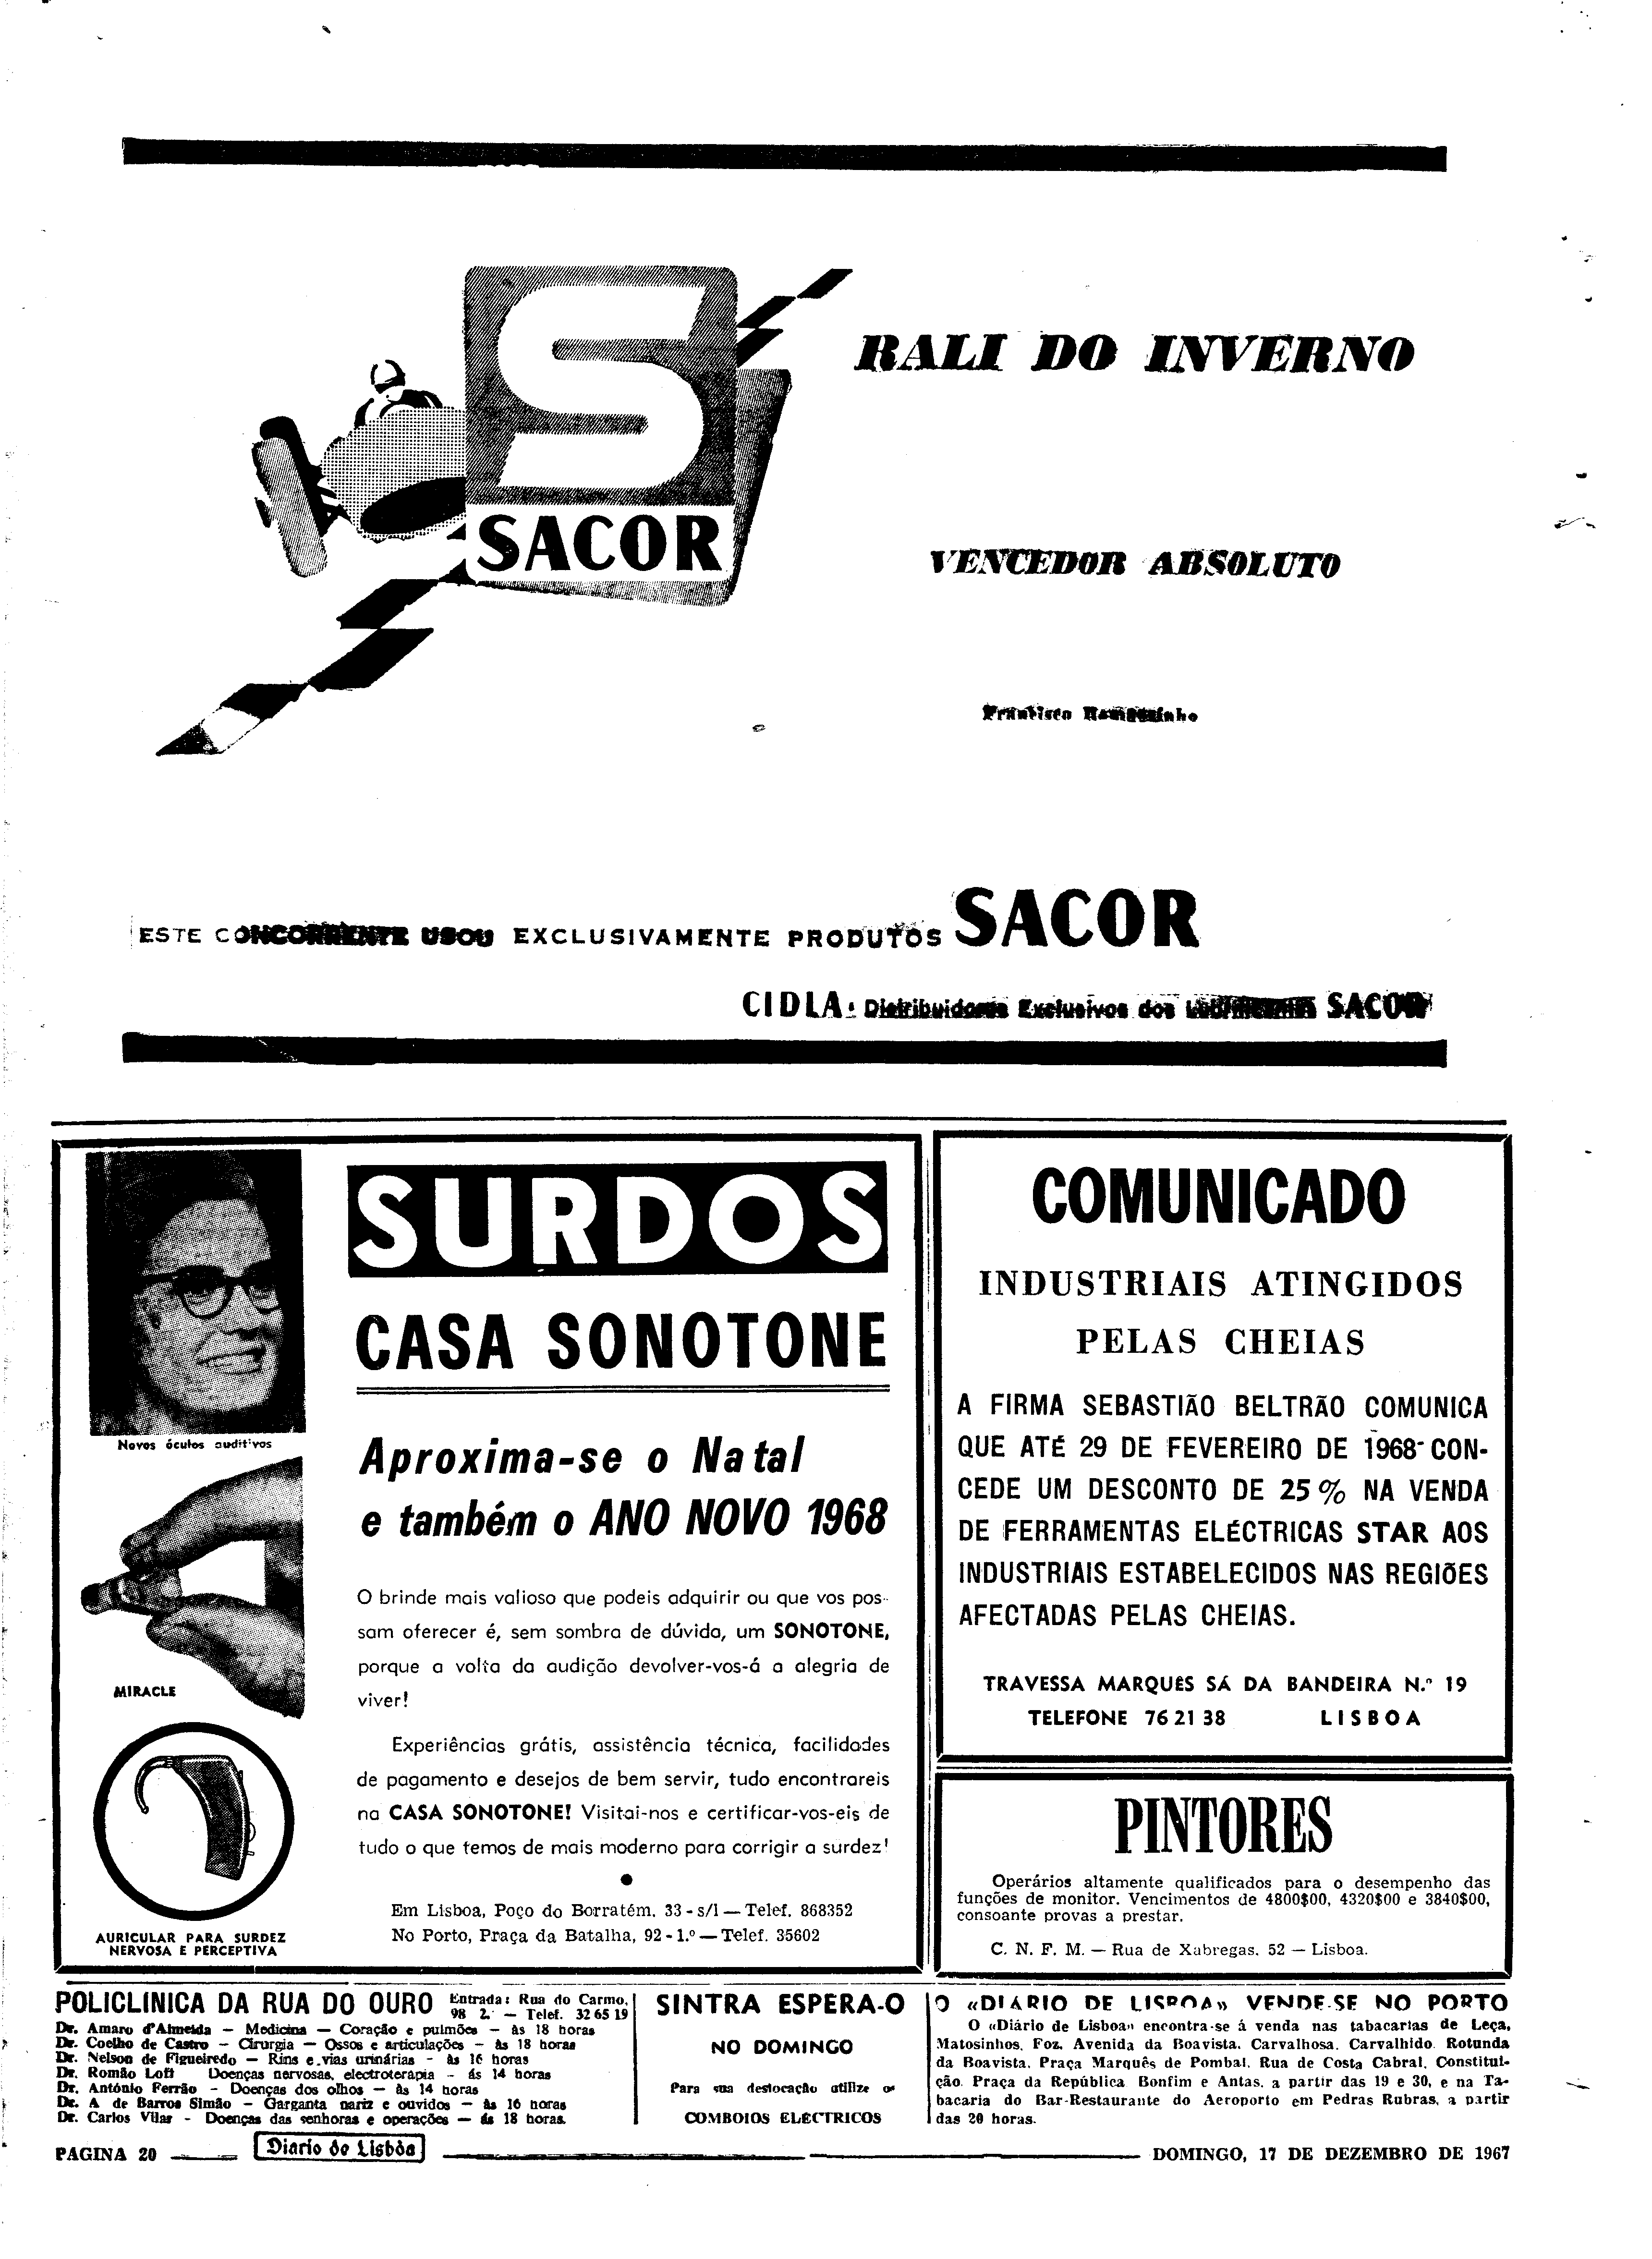 S
SACOR
RALI DO INVERNO
VENCEDOR ABSOLUTO
Francisco Romãozinho
ESTE CONCORRENTE USOU EXCLUSIVAMENTE PRODUTOS SACOR
CIDLA: Distribuidores Exclusivos dos Lubrificantes SACOR
Novos óculos auditivos
MIRACLE
AURICULAR PARA SURDEZ
NERVOSA E PERCEPTIVA
SURDOS
CASA SONOTONE
Aproxima-se o Natal
e também o ANO NOVO 1968
O brinde mais valioso que podeis adquirir ou que vos pos-
sam oferecer é, sem sombra de dúvida, um SONOTONE,
porque a volta da audição devolver-vos-á a alegria de
viver!
Experiências grátis, assistência técnica, facilidades
de pagamento e desejos de bem servir, tudo encontrareis
na CASA SONOTONE! Visitai-nos e certificar-vos-eis de
tudo o que temos de mais moderno para corrigir a surdez!
Em Lisboa, Poço do Borratém, 33 - s/l — Telef. 868352
No Porto, Praça da Batalha, 92 - 1.º — Telef. 35602
COMUNICADO
INDUSTRIAIS ATINGIDOS
PELAS CHEIAS
A FIRMA SEBASTIÃO BELTRÃO COMUNICA
QUE ATÉ 29 DE FEVEREIRO DE 1968 CON-
CEDE UM DESCONTO DE 25 % NA VENDA
DE FERRAMENTAS ELÉCTRICAS STAR AOS
INDUSTRIAIS ESTABELECIDOS NAS REGIÕES
AFECTADAS PELAS CHEIAS.
TRAVESSA MARQUÊS SÁ DA BANDEIRA N.º 19
TELEFONE 76 21 38 LISBOA
PINTORES
Operários altamente qualificados para o desempenho das
funções de monitor. Vencimentos de 4800$00, 4320$00 e 3840$00,
consoante provas a prestar.
C. N. F. M. — Rua de Xabregas, 52 — Lisboa.
POLICLINICA DA RUA DO OURO Entrada: Rua do Carmo,
98 2. — Telef. 32 65 19
Dr. Amaro d'Almeida — Medicina — Coração e pulmões — às 18 horas
Dr. Coelho de Castro — Cirurgia — Ossos e articulações — às 18 horas
Dr. Nelson de Figueiredo — Rins e vias urinárias - às 16 horas
Dr. Romão Loff Doenças nervosas, electroterapia - ás 14 horas
Dr. António Ferrão - Doenças dos olhos — às 14 horas
Dr. A de Barros Simão — Garganta nariz e ouvidos — às 16 horas
Dr. Carlos Vilar - Doenças das senhoras e operações — ás 18 horas.
SINTRA ESPERA-O
NO DOMINGO
Para sua deslocação utilize os
COMBOIOS ELÉCTRICOS
O «DIÁRIO DE LISBOA» VENDE-SE NO PORTO
O «Diário de Lisboa» encontra-se á venda nas tabacarias de Leça,
Matosinhos, Foz, Avenida da Boavista, Carvalhosa, Carvalhido, Rotunda
da Boavista, Praça Marquês de Pombal, Rua de Costa Cabral, Constitui-
ção, Praça da República, Bonfim e Antas, a partir das 19 e 30, e na Ta-
bacaria do Bar-Restaurante do Aeroporto em Pedras Rubras, a partir
das 20 horas.
PAGINA 20 Diario de Lisbôa DOMINGO, 17 DE DEZEMBRO DE 1967